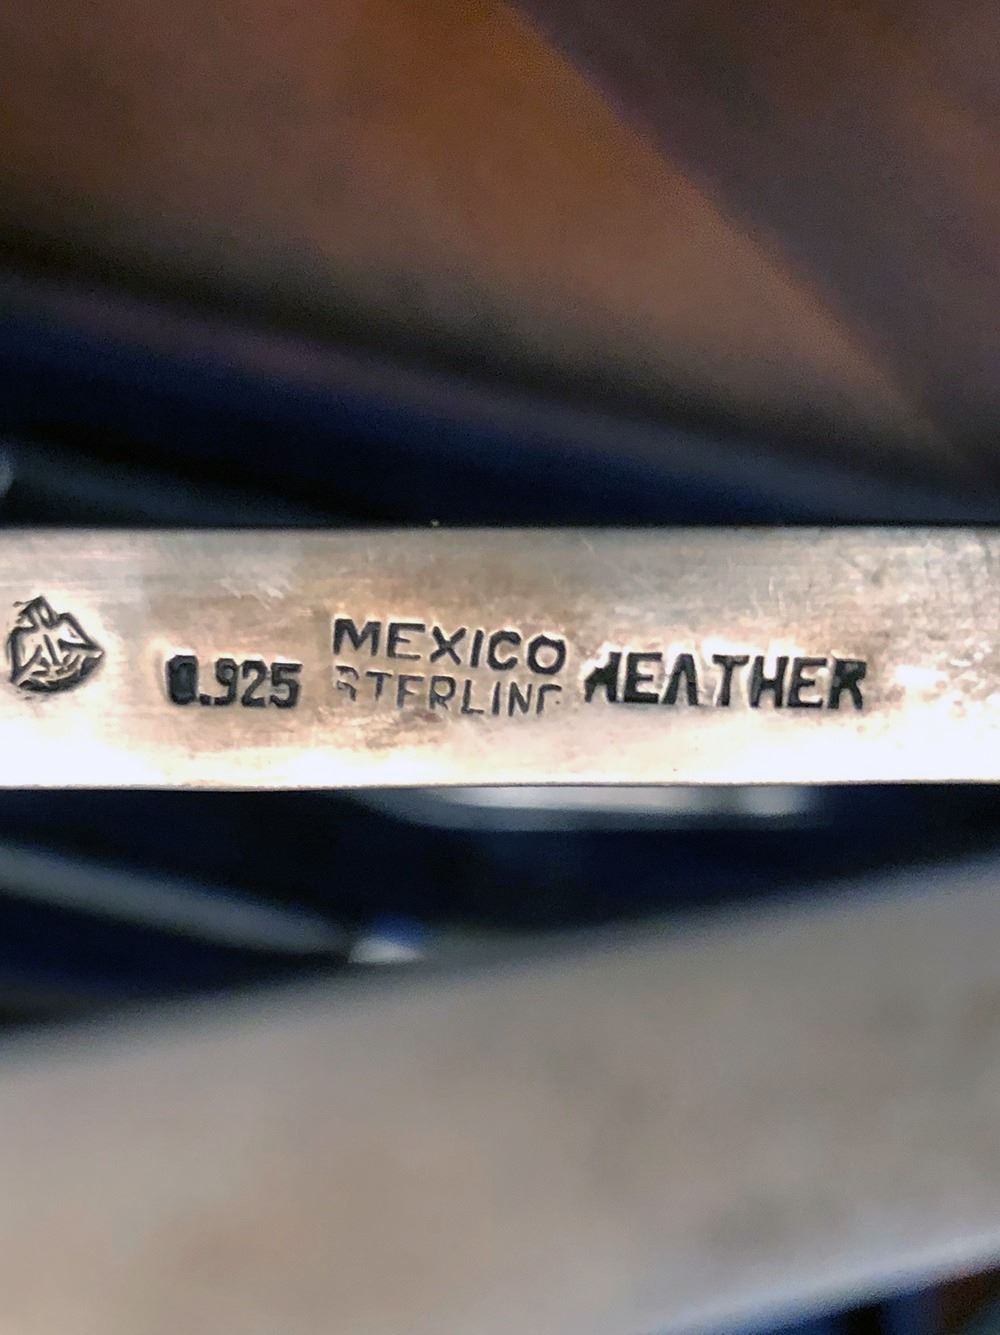 0.925
MEXICO
STERLING
HEATHER